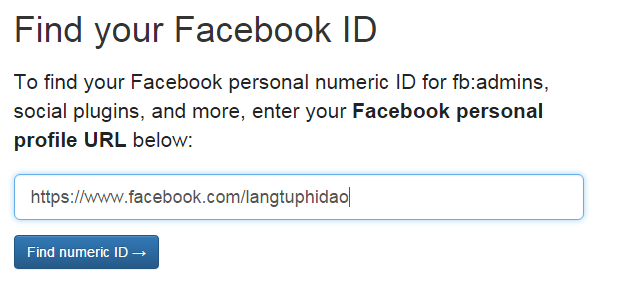 Find your Facebook ID
To find your Facebook personal numeric ID for fb:admins,
social plugins, and more, enter your Facebook personal
profile URL below:
https://www.facebook.com/langtuphidao
Find numeric ID →